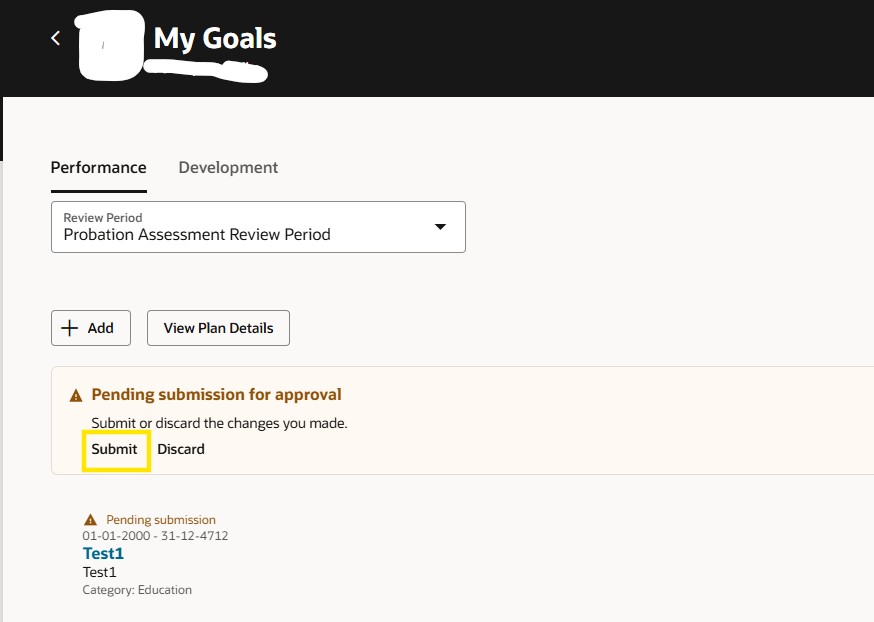 My Goals
Performance
Development
Review Period
Probation Assessment Review Period
Add
View Plan Details
Pending submission for approval
Submit or discard the changes you made.
Submit
Discard
Pending submission
01-01-2000 - 31-12-4712
Test1
Test1
Category: Education